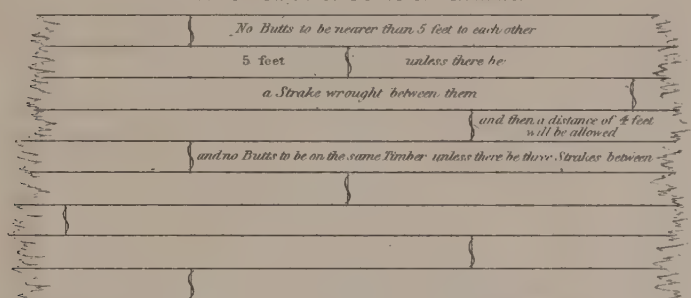 No Butts to be nearer than 5 feet to each other
5 feet unless there be
a Strake wrought between them
and then a distance of 4 feet
will be allowed
and no Butts to be on the same Timber unless there be three Strakes between